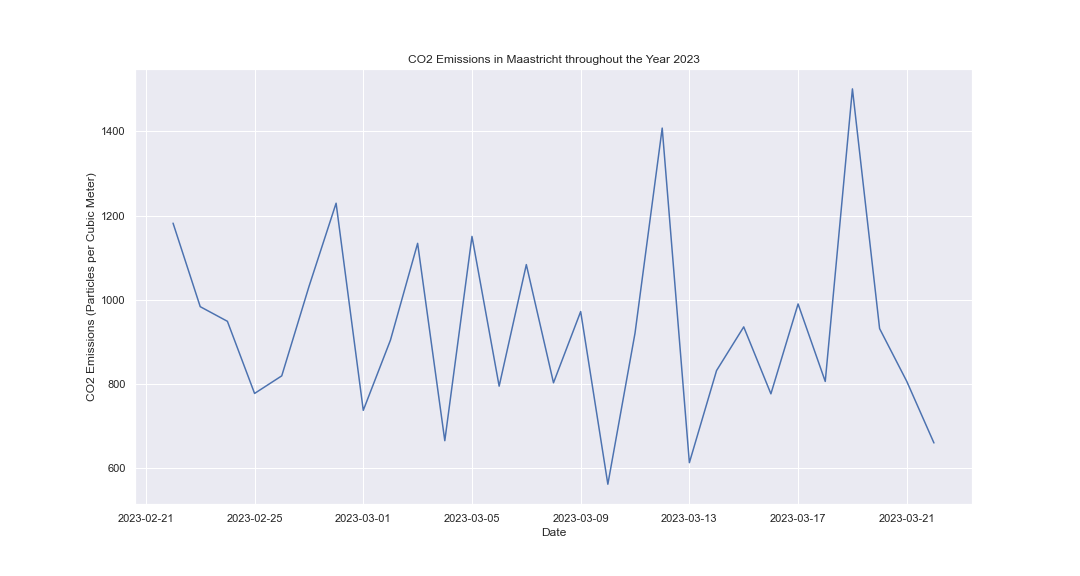 CO2 Emissions in Maastricht throughout the Year 2023
CO2 Emissions (Particles per Cubic Meter)
1400
1200
1000
800
600
2023-02-21 2023-02-25 2023-03-01 2023-03-05 2023-03-09 2023-03-13 2023-03-17 2023-03-21
Date